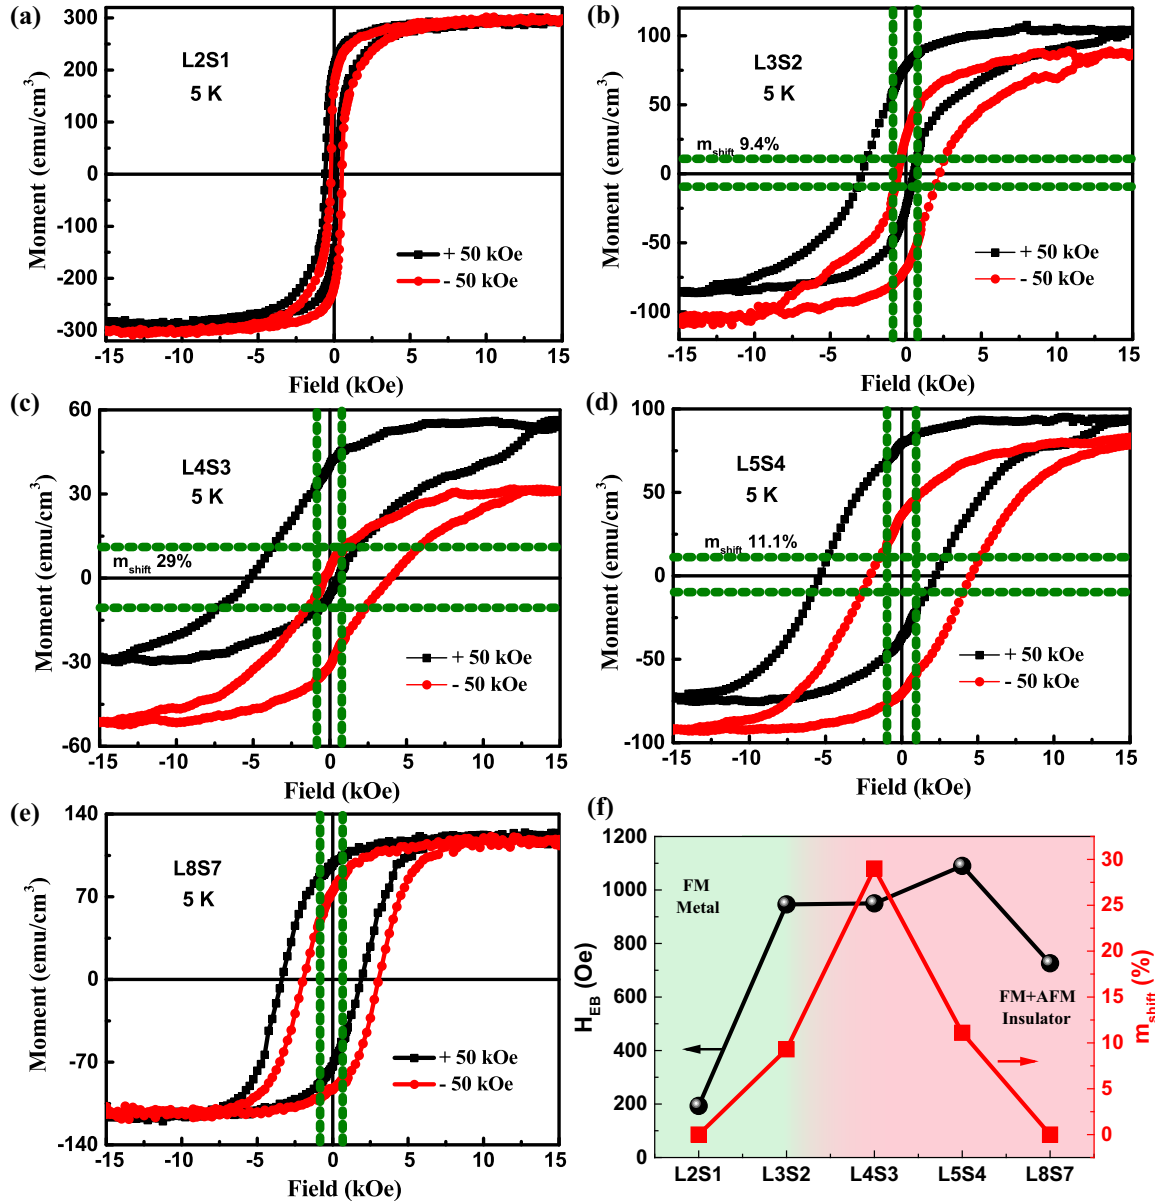 (a)
300
200
100
0
-100
-200
-300
Moment (emu/cm³)
L2S1
5 K
+ 50 kOe
- 50 kOe
-15
-10
-5
0
5
10
15
Field (kOe)
(b)
100
50
0
-50
-100
Moment (emu/cm³)
L3S2
5 K
m_shift 9.4%
+ 50 kOe
- 50 kOe
-15
-10
-5
0
5
10
15
Field (kOe)
(c)
60
30
0
-30
-60
Moment (emu/cm³)
L4S3
5 K
m_shift 29%
+ 50 kOe
- 50 kOe
-15
-10
-5
0
5
10
15
Field (kOe)
(d)
100
50
0
-50
-100
Moment (emu/cm³)
L5S4
5 K
m_shift 11.1%
+ 50 kOe
- 50 kOe
-15
-10
-5
0
5
10
15
Field (kOe)
(e)
140
70
0
-70
-140
Moment (emu/cm³)
L8S7
5 K
+ 50 kOe
- 50 kOe
-15
-10
-5
0
5
10
15
Field (kOe)
(f)
1200
1000
800
600
400
200
0
H_EB (Oe)
FM
Metal
FM+AFM
Insulator
30
25
20
15
10
5
0
m_shift (%)
L2S1
L3S2
L4S3
L5S4
L8S7